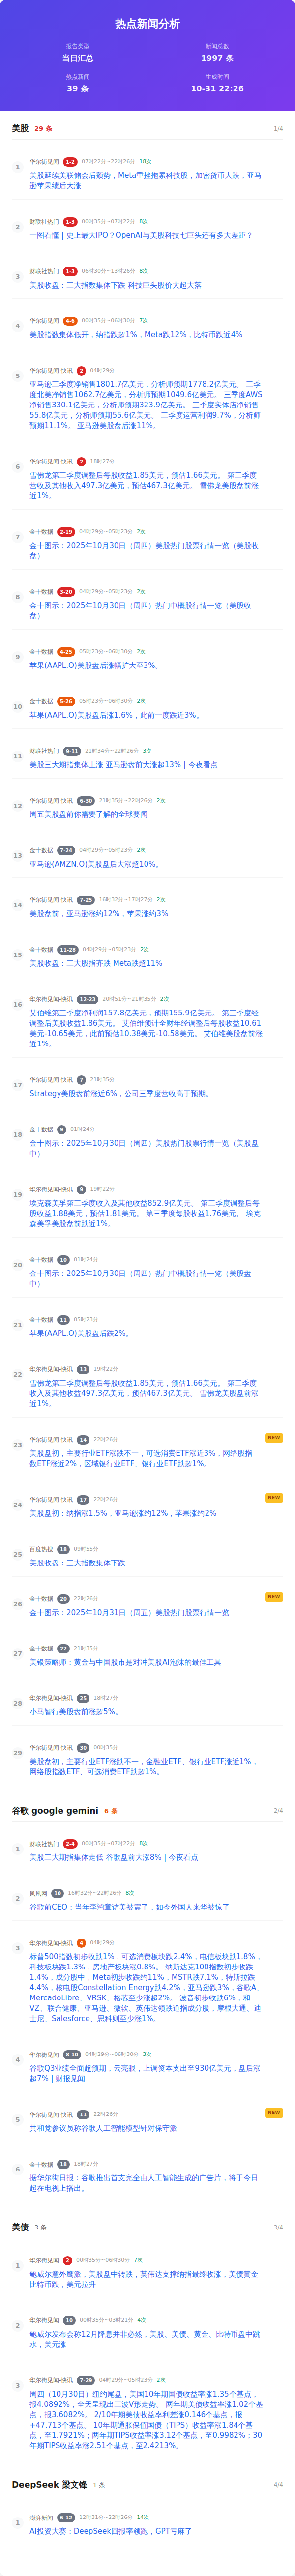 热点新闻分析
报告类型
新闻总数
当日汇总
1997 条
热点新闻
生成时间
39 条
10-31 22:26
美股 29 条 1/4
1
华尔街见闻 1-2 07时22分~22时26分 18次
美股延续美联储会后颓势，Meta重挫拖累科技股，加密货币大跌，亚马
逊苹果绩后大涨
2
财联社热门 1-3 00时35分~07时22分 8次
一图看懂 | 史上最大IPO？OpenAI与美股科技七巨头还有多大差距？
3
财联社热门 1-3 06时30分~13时26分 8次
美股收盘：三大指数集体下跌 科技巨头股价大起大落
4
华尔街见闻 4-6 00时35分~06时30分 7次
美股指数集体低开，纳指跌超1%，Meta跌12%，比特币跌近4%
5
华尔街见闻-快讯 2 04时29分
亚马逊三季度净销售1801.7亿美元，分析师预期1778.2亿美元。 三季
度北美净销售1062.7亿美元，分析师预期1049.6亿美元。 三季度AWS
净销售330.1亿美元，分析师预期323.9亿美元。 三季度实体店净销售
55.8亿美元，分析师预期55.6亿美元。 三季度运营利润9.7%，分析师
预期11.1%。 亚马逊美股盘后涨11%。
6
华尔街见闻-快讯 2 18时27分
雪佛龙第三季度调整后每股收益1.85美元，预估1.66美元。 第三季度
营收及其他收入497.3亿美元，预估467.3亿美元。 雪佛龙美股盘前涨
近1%。
7
金十数据 2-19 04时29分~05时23分 2次
金十图示：2025年10月30日（周四）美股热门股票行情一览（美股收
盘）
8
金十数据 3-20 04时29分~05时23分 2次
金十图示：2025年10月30日（周四）热门中概股行情一览（美股收
盘）
9
金十数据 4-25 05时23分~06时30分 2次
苹果(AAPL.O)美股盘后涨幅扩大至3%。
10
金十数据 5-26 05时23分~06时30分 2次
苹果(AAPL.O)美股盘后涨1.6%，此前一度跌近3%。
11
财联社热门 9-11 21时34分~22时26分 3次
美股三大期指集体上涨 亚马逊盘前大涨超13% | 今夜看点
12
华尔街见闻-快讯 6-30 21时35分~22时26分 2次
周五美股盘前你需要了解的全球要闻
13
金十数据 7-24 04时29分~05时23分 2次
亚马逊(AMZN.O)美股盘后大涨超10%。
14
华尔街见闻-快讯 7-25 16时32分~17时27分 2次
美股盘前，亚马逊涨约12%，苹果涨约3%
15
金十数据 11-28 04时29分~05时23分 2次
美股收盘：三大股指齐跌 Meta跌超11%
16
华尔街见闻-快讯 12-23 20时51分~21时35分 2次
艾伯维第三季度净利润157.8亿美元，预期155.9亿美元。 第三季度经
调整后美股收益1.86美元。 艾伯维预计全财年经调整后每股收益10.61
美元-10.65美元，此前预估10.38美元-10.58美元。 艾伯维美股盘前涨
近1%。
17
华尔街见闻-快讯 7 21时35分
Strategy美股盘前涨近6%，公司三季度营收高于预期。
18
金十数据 9 01时24分
金十图示：2025年10月30日（周四）美股热门股票行情一览（美股盘
中）
19
华尔街见闻-快讯 9 19时22分
埃克森美孚第三季度收入及其他收益852.9亿美元。 第三季度调整后每
股收益1.88美元，预估1.81美元。 第三季度每股收益1.76美元。 埃克
森美孚美股盘前跌近1%。
20
金十数据 10 01时24分
金十图示：2025年10月30日（周四）热门中概股行情一览（美股盘
中）
21
金十数据 11 05时23分
苹果(AAPL.O)美股盘后跌2%。
22
华尔街见闻-快讯 13 19时22分
雪佛龙第三季度调整后每股收益1.85美元，预估1.66美元。 第三季度
收入及其他收益497.3亿美元，预估467.3亿美元。 雪佛龙美股盘前涨
近1%。
23
华尔街见闻-快讯 14 22时26分 NEW
美股盘初，主要行业ETF涨跌不一，可选消费ETF涨近3%，网络股指
数ETF涨近2%，区域银行ETF、银行业ETF跌超1%。
24
华尔街见闻-快讯 17 22时26分 NEW
美股盘初：纳指涨1.5%，亚马逊涨约12%，苹果涨约2%
25
百度热搜 18 03时55分
美股收盘：三大指数集体下跌
26
金十数据 20 22时26分 NEW
金十图示：2025年10月31日（周五）美股热门股票行情一览
27
金十数据 22 21时35分
美银策略师：黄金与中国股市是对冲美股AI泡沫的最佳工具
28
华尔街见闻-快讯 25 18时27分
小马智行美股盘前涨超5%。
29
华尔街见闻-快讯 30 00时35分
美股盘初，主要行业ETF涨跌不一，金融业ETF、银行业ETF涨近1%，
网络股指数ETF、可选消费ETF跌超1%。
谷歌 google gemini 6 条 2/4
1
财联社热门 2-4 00时35分~07时22分 8次
美股三大期指集体走低 谷歌盘前大涨8% | 今夜看点
2
凤凰网 10 16时32分~22时26分 8次
谷歌前CEO：当年李鸿章访美被震了，如今外国人来华被惊了
3
华尔街见闻-快讯 4 04时29分
标普500指数初步收跌1%，可选消费板块跌2.4%，电信板块跌1.8%，
科技板块跌1.3%，房地产板块涨0.8%。 纳斯达克100指数初步收跌
1.4%，成分股中，Meta初步收跌约11%，MSTR跌7.1%，特斯拉跌
4.4%，核电股Constellation Energy跌4.2%，亚马逊跌3%，谷歌A、
MercadoLibre、VRSK、格芯至少涨超2%。 波音初步收跌6%，和
VZ、联合健康、亚马逊、微软、英伟达领跌道指成分股，摩根大通、迪
士尼、Salesforce、思科则至少涨1%。
4
华尔街见闻 8-10 04时29分~06时30分 3次
谷歌Q3业绩全面超预期，云亮眼，上调资本支出至930亿美元，盘后涨
超7% | 财报见闻
5
华尔街见闻-快讯 11 22时26分 NEW
共和党参议员称谷歌人工智能模型针对保守派
6
金十数据 18 18时27分
据华尔街日报：谷歌推出首支完全由人工智能生成的广告片，将于今日
起在电视上播出。
美债 3 条 3/4
1
华尔街见闻 2 00时35分~06时30分 7次
鲍威尔意外鹰派，美股盘中转跌，英伟达支撑纳指最终收涨，美债黄金
比特币跌，美元拉升
2
华尔街见闻 10 00时35分~03时21分 4次
鲍威尔发布会称12月降息并非必然，美股、美债、黄金、比特币盘中跳
水，美元涨
3
华尔街见闻-快讯 7-29 04时29分~05时23分 2次
周四（10月30日）纽约尾盘，美国10年期国债收益率涨1.35个基点，
报4.0892%，全天呈现出三波V形走势。 两年期美债收益率涨1.02个基
点，报3.6082%。 2/10年期美债收益率利差涨0.146个基点，报
+47.713个基点。 10年期通胀保值国债（TIPS）收益率涨1.84个基
点，至1.7921%；两年期TIPS收益率涨3.12个基点，至0.9982%；30
年期TIPS收益率涨2.51个基点，至2.4213%。
DeepSeek 梁文锋 1 条 4/4
1
澎湃新闻 6-12 12时31分~22时26分 14次
AI投资大赛：DeepSeek回报率领跑，GPT亏麻了